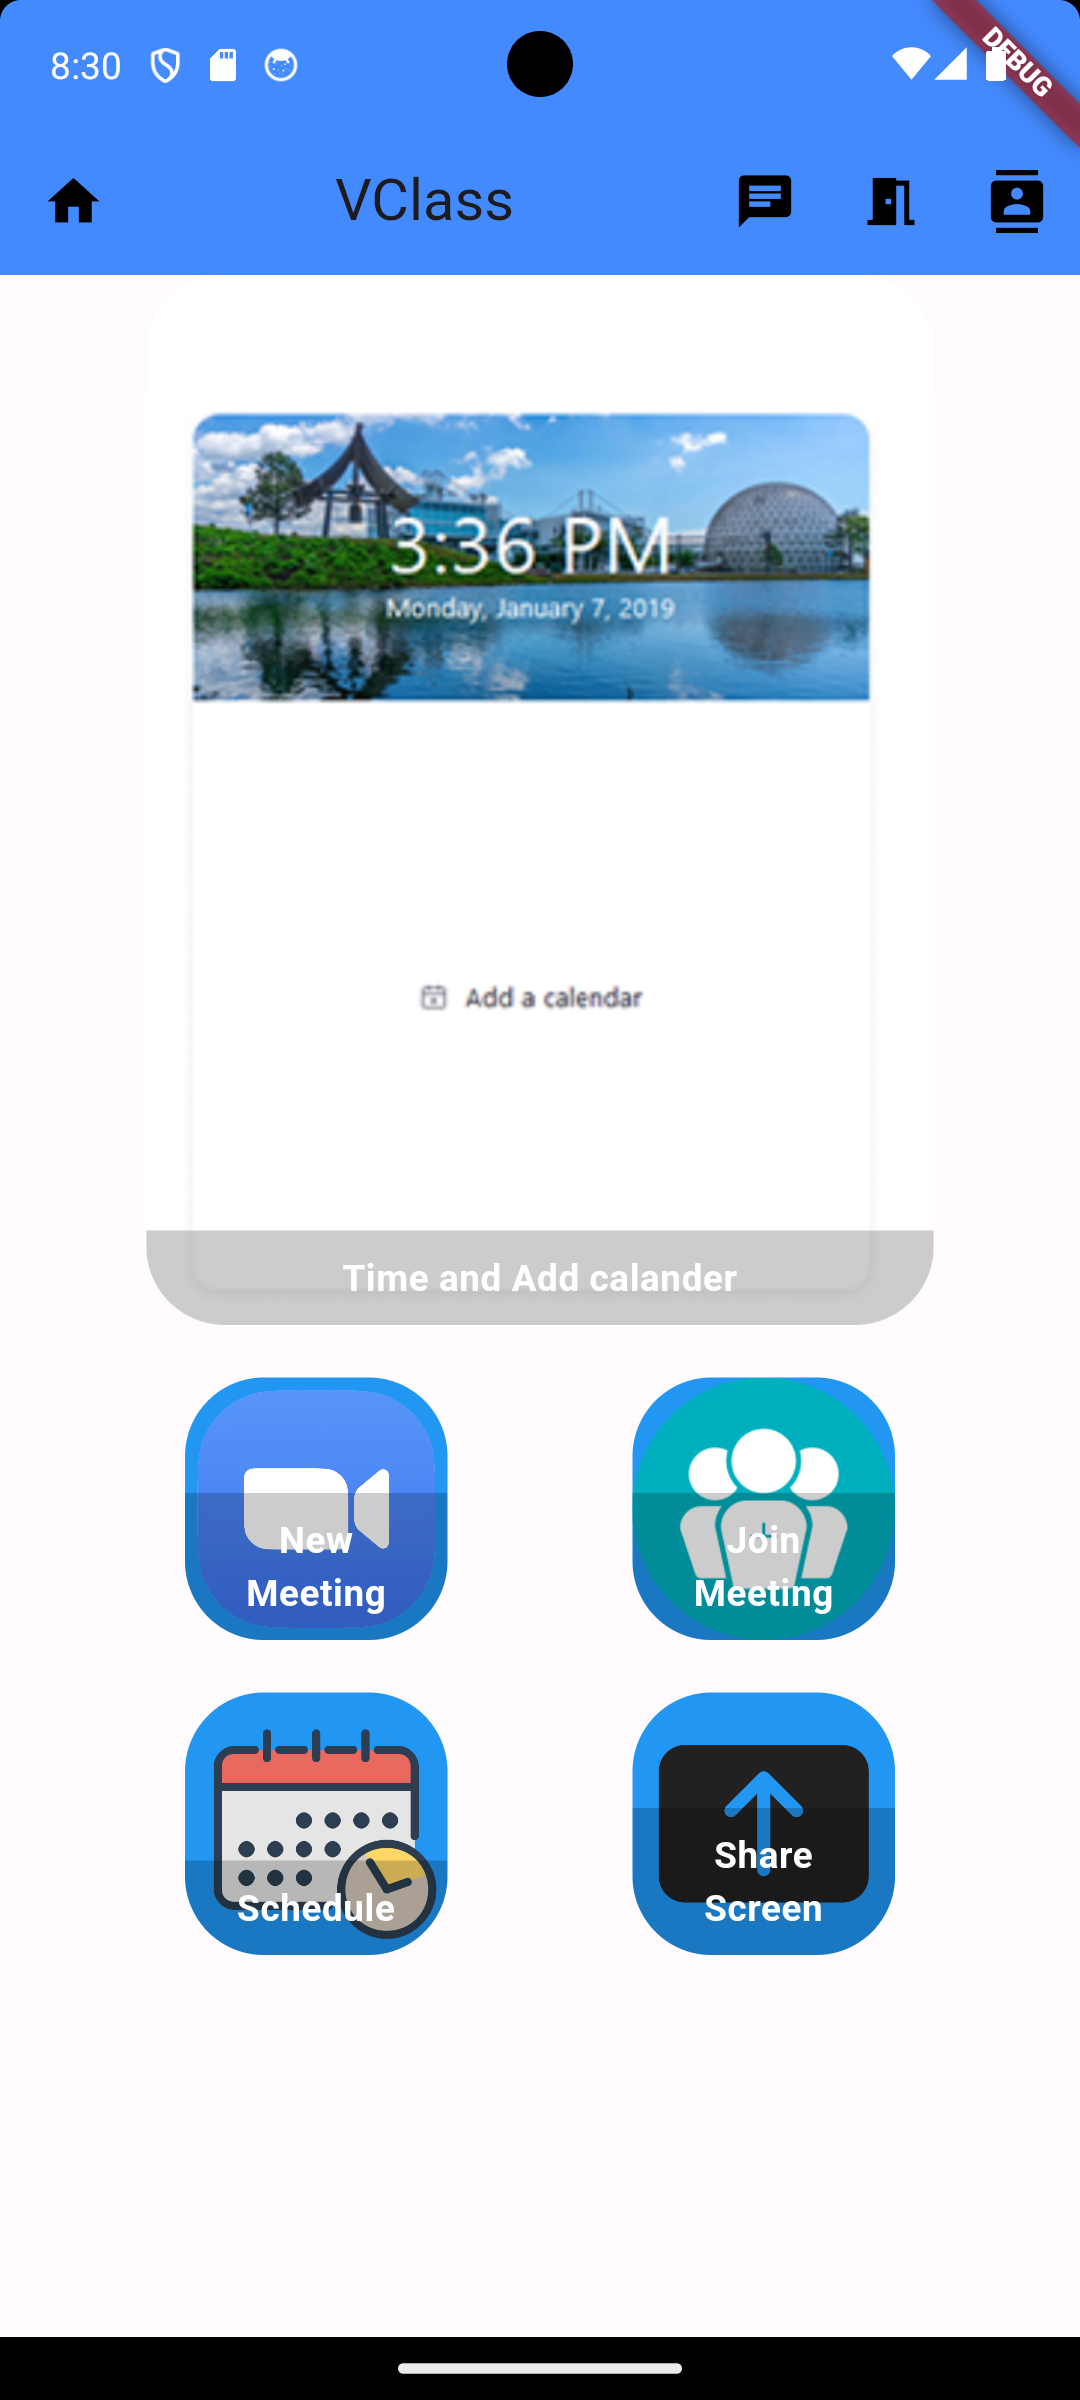 8:30
DEBUG
VClass
3:36 PM
Monday, January 7, 2019
Add a calendar
Time and Add calander
New
Meeting
Join
Meeting
Schedule
Share
Screen